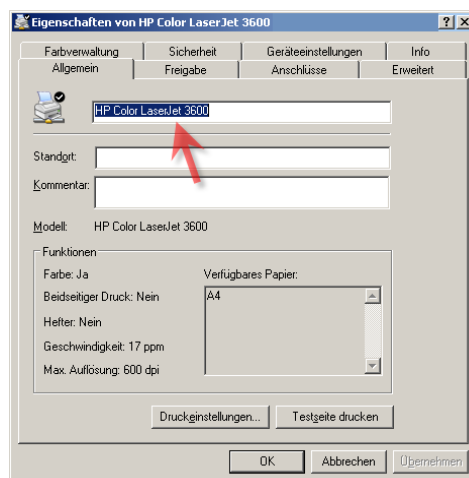 Eigenschaften von HP Color LaserJet 3600
Farbverwaltung Sicherheit Geräteeinstellungen Info
Allgemein Freigabe Anschlüsse Erweitert
HP Color LaserJet 3600
Standort:
Kommentar:
Modell: HP Color LaserJet 3600
Funktionen
Farbe: Ja Verfügbares Papier:
Beidseitiger Druck: Nein A4
Hefter: Nein
Geschwindigkeit: 17 ppm
Max. Auflösung: 600 dpi
Druckeinstellungen... Testseite drucken
OK Abbrechen Übernehmen